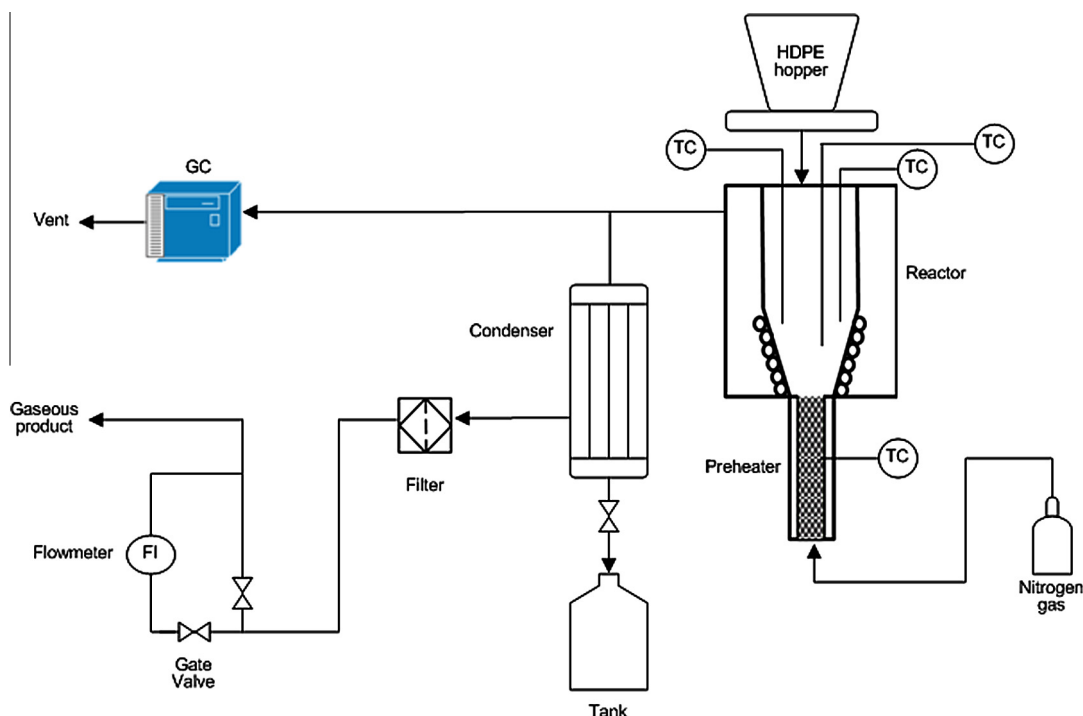 HDPE
hopper
TC
TC
TC
GC
Vent
Reactor
Condenser
Gaseous
product
Filter
Preheater
TC
Flowmeter
FI
Nitrogen
gas
Gate
Valve
Tank